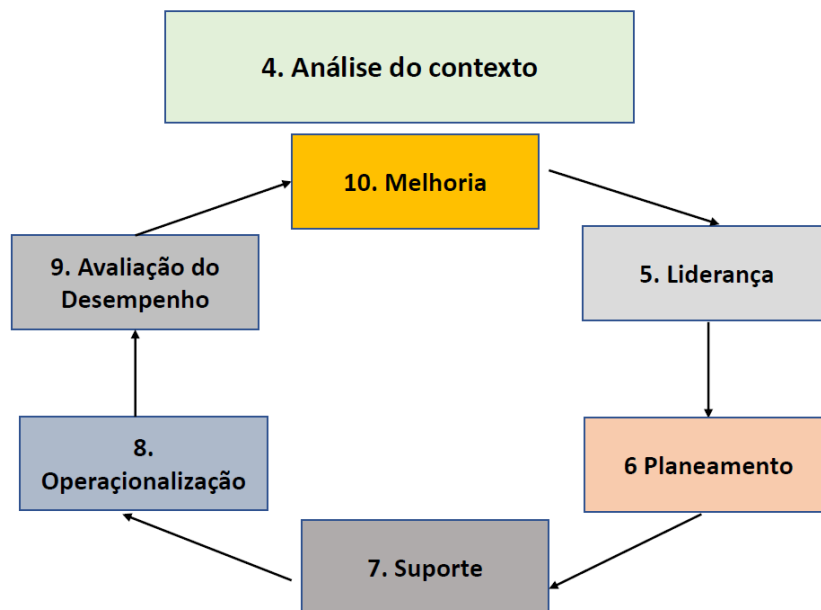 4. Análise do contexto
10. Melhoria
5. Liderança
6 Planeamento
7. Suporte
8.
Operaçionalização
9. Avaliação do
Desempenho